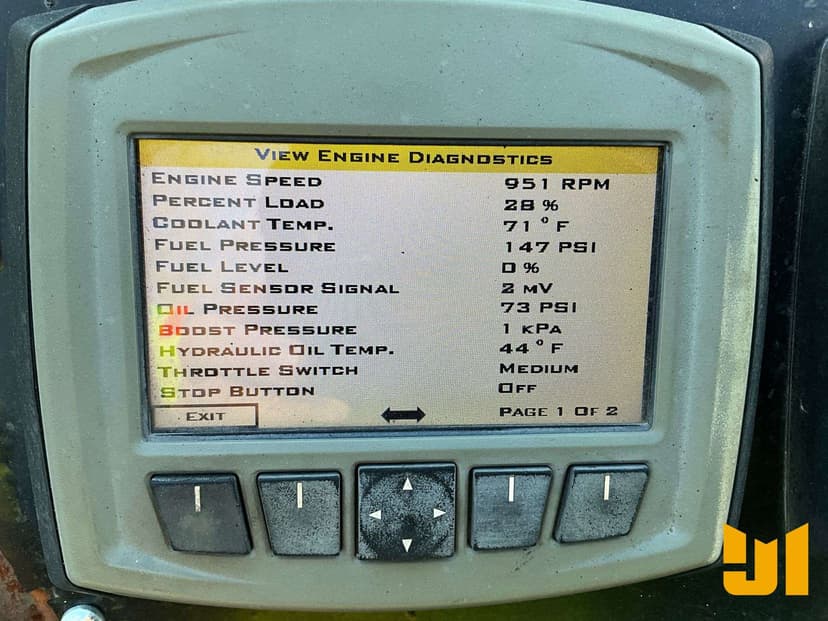 View Engine Diagnostics
Engine Speed 951 RPM
Percent Load 28 %
Coolant Temp. 71 ° F
Fuel Pressure 147 PSI
Fuel Level 0 %
Fuel Sensor Signal 2 mV
Oil Pressure 73 PSI
Boost Pressure 1 kPa
Hydraulic Oil Temp. 44 ° F
Throttle Switch Medium
Stop Button Off
Exit Page 1 Of 2